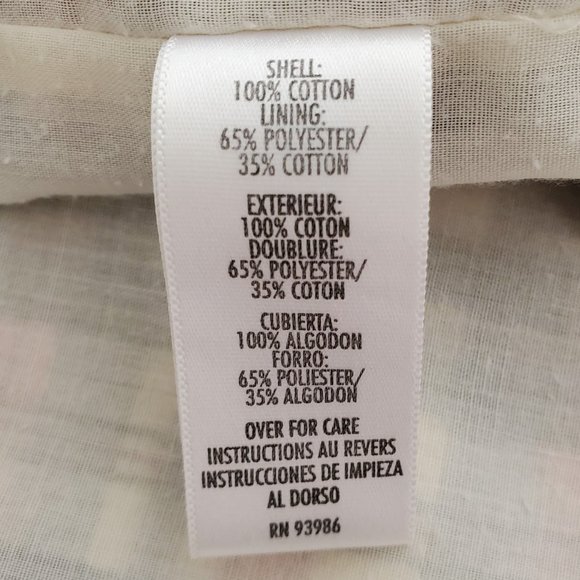 SHELL:
100% COTTON
LINING:
65% POLYESTER/
35% COTTON
EXTERIEUR:
100% COTON
DOUBLURE:
65% POLYESTER/
35% COTON
CUBIERTA:
100% ALGODON
FORRO:
65% POLIESTER/
35% ALGODON
OVER FOR CARE
INSTRUCTIONS AU REVERS
INSTRUCCIONES DE IMPIEZA
AL DORSO
RN 93986